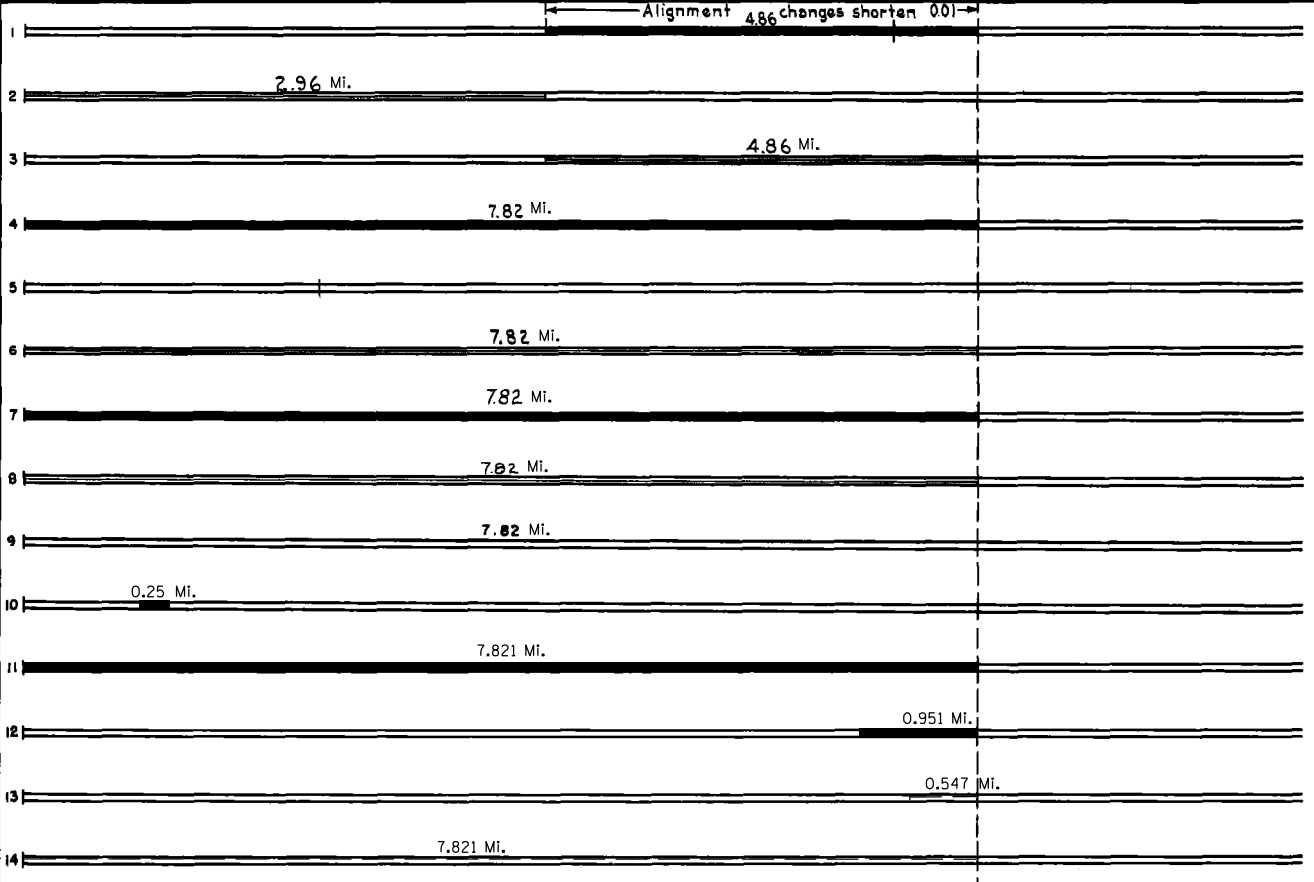 Alignment changes shorten 0.01
4.86
1
2.96 Mi.
2
4.86 Mi.
3
7.82 Mi.
4
5
7.82 Mi.
6
7.82 Mi.
7
7.82 Mi.
8
7.82 Mi.
9
0.25 Mi.
10
7.821 Mi.
11
0.951 Mi.
12
0.547 Mi.
13
7.821 Mi.
14